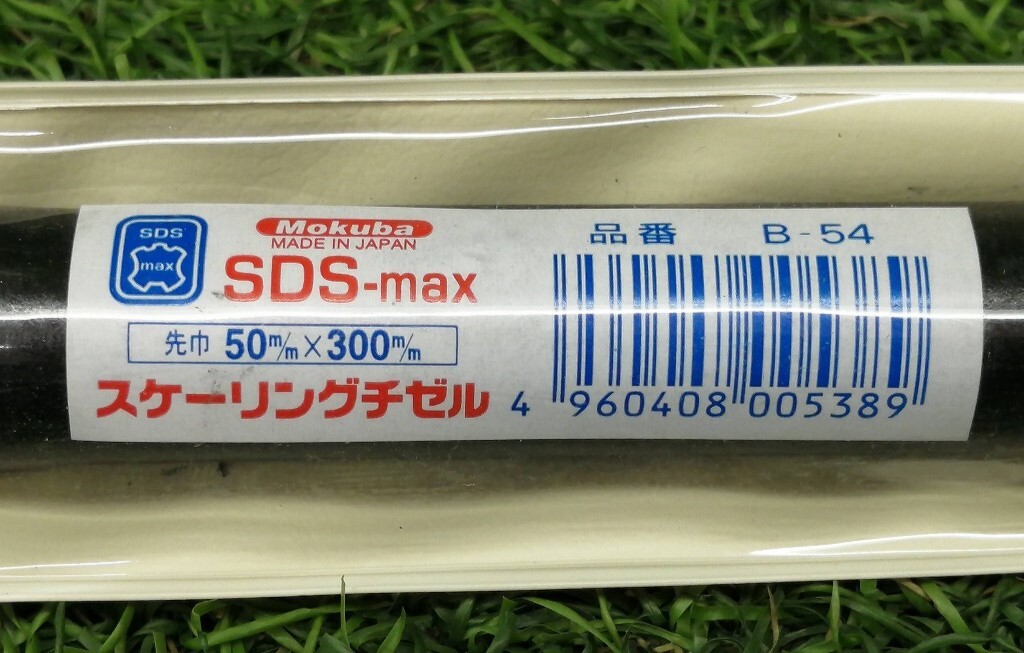 SDS
max
Mokuba
MADE IN JAPAN
SDS-max
先巾 50m/m×300m/m
スケーリングチゼル
品番 B-54
4 960408 005389